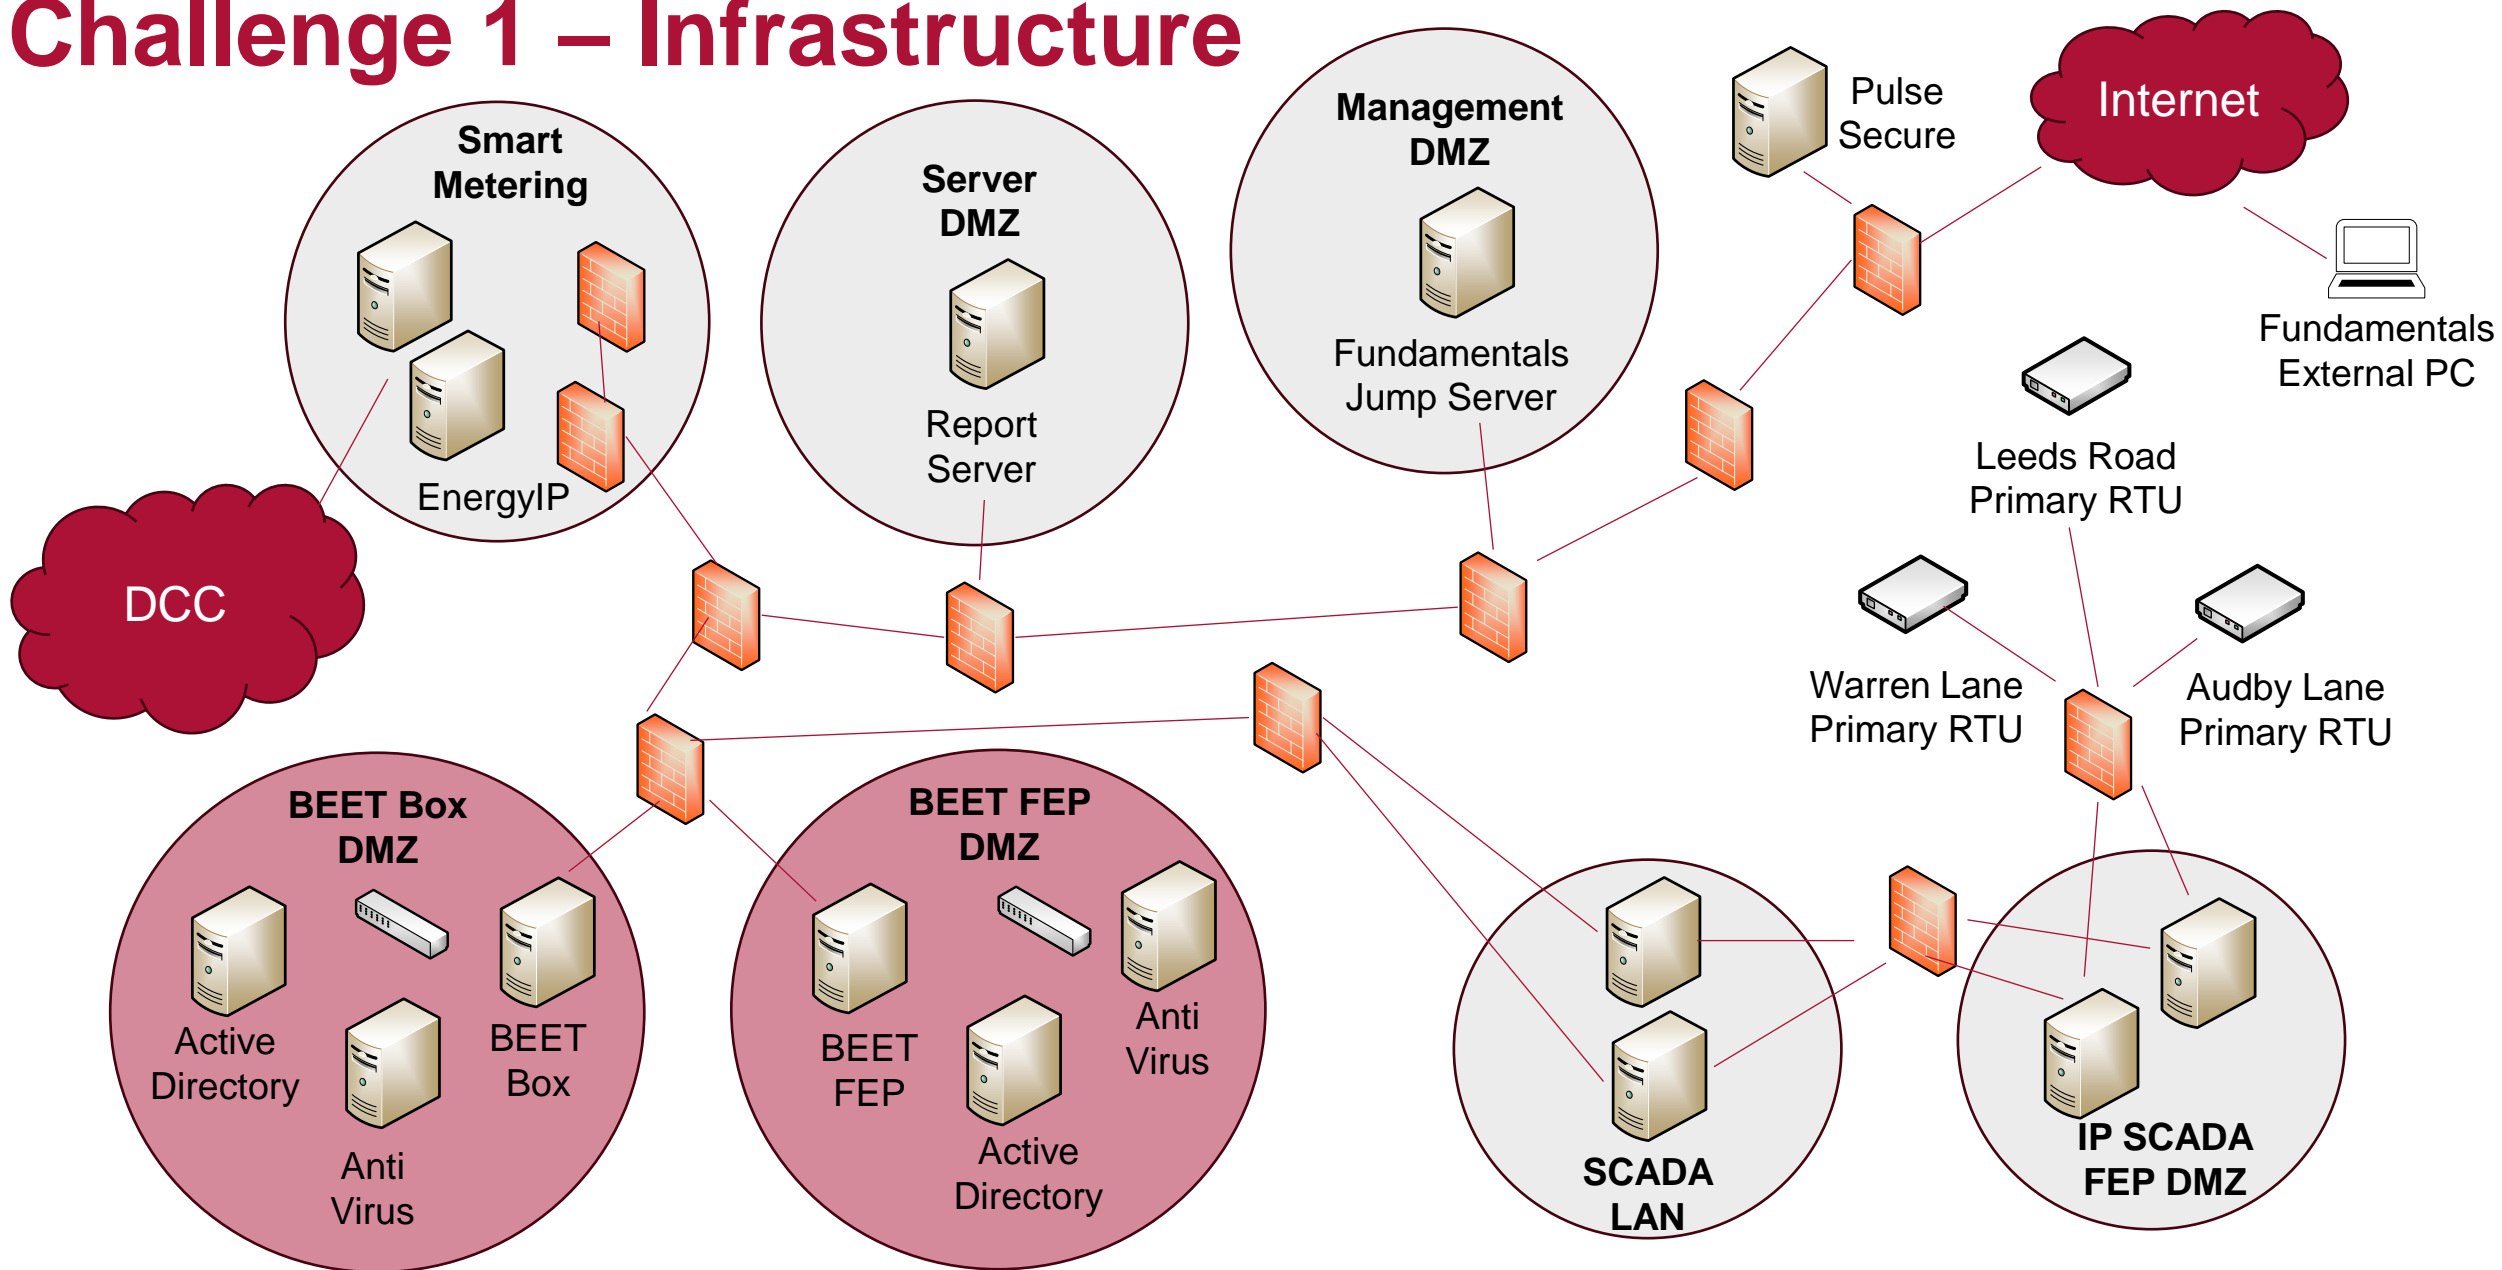 Challenge 1 – Infrastructure
Smart
Metering
EnergyIP
Server
DMZ
Report
Server
Management
DMZ
Fundamentals
Jump Server
Pulse
Secure
Internet
Fundamentals
External PC
Leeds Road
Primary RTU
Warren Lane
Primary RTU
Audby Lane
Primary RTU
DCC
BEET Box
DMZ
Active
Directory
Anti
Virus
BEET
Box
BEET FEP
DMZ
BEET
FEP
Active
Directory
Anti
Virus
SCADA
LAN
IP SCADA
FEP DMZ